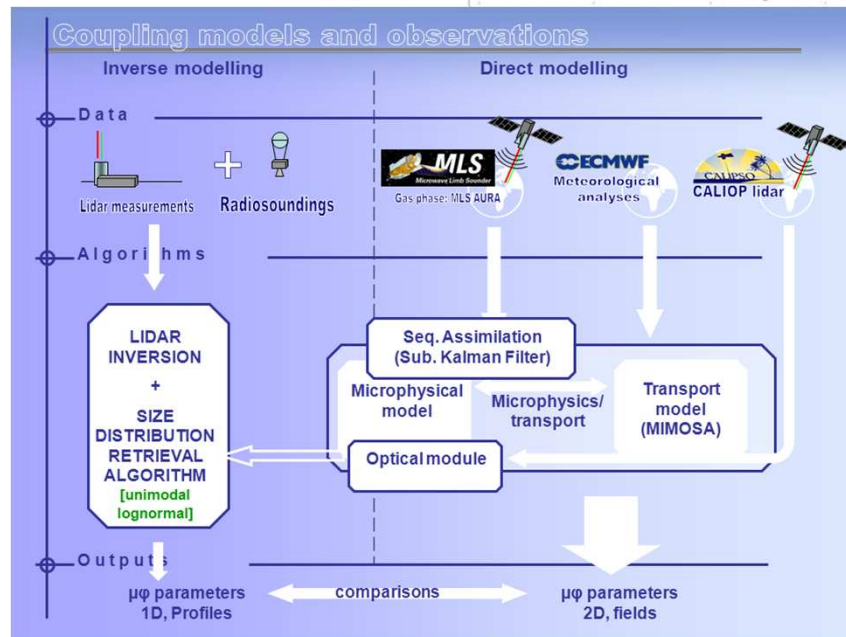 Coupling models and observations
Inverse modelling
Direct modelling
Data
MLS
Microwave Limb Sounder
ECMWF
CALIPSO
Lidar measurements
Radiosoundings
Gas phase: MLS AURA
Meteorological
analyses
CALIOP lidar
Algorithms
LIDAR
INVERSION
+
SIZE
DISTRIBUTION
RETRIEVAL
ALGORITHM
[unimodal
lognormal]
Seq. Assimilation
(Sub. Kalman Filter)
Microphysical
model
Microphysics/
transport
Transport
model
(MIMOSA)
Optical module
Outputs
µφ parameters
1D, Profiles
comparisons
µφ parameters
2D, fields